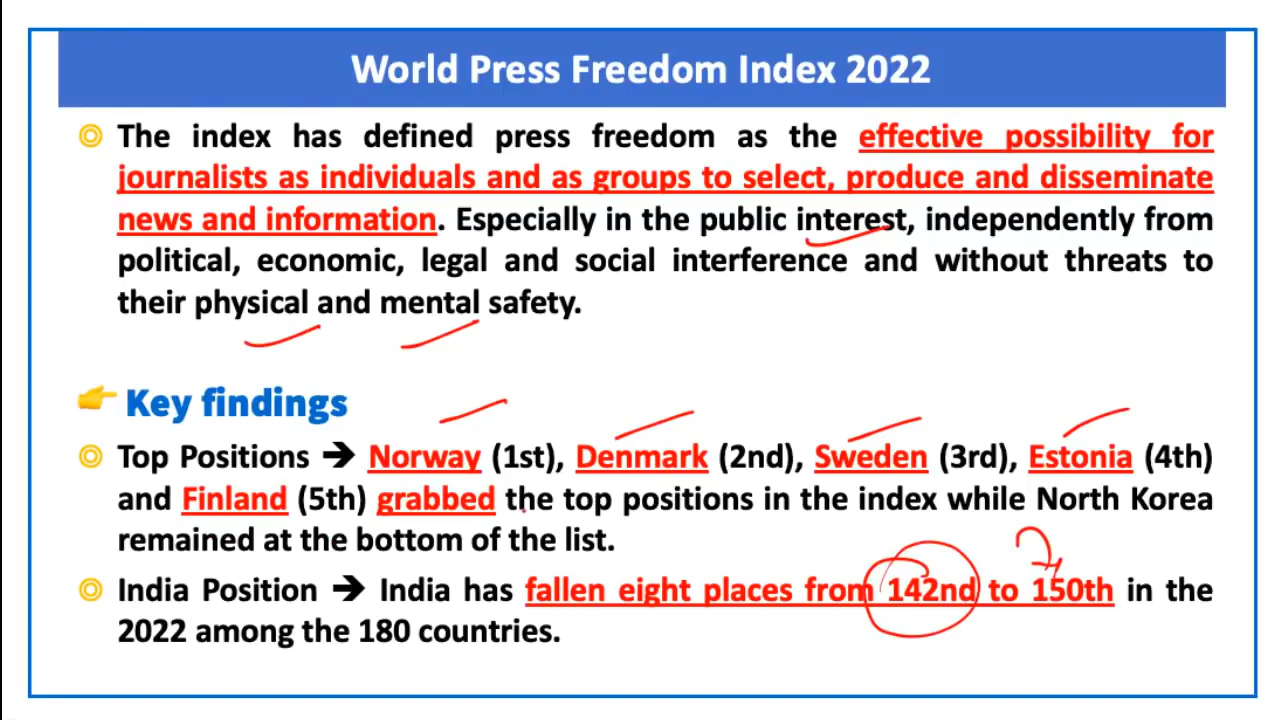 World Press Freedom Index 2022
The index has defined press freedom as the effective possibility for
journalists as individuals and as groups to select, produce and disseminate
news and information. Especially in the public interest, independently from
political, economic, legal and social interference and without threats to
their physical and mental safety.
Key findings
Top Positions ➔ Norway (1st), Denmark (2nd), Sweden (3rd), Estonia (4th)
and Finland (5th) grabbed the top positions in the index while North Korea
remained at the bottom of the list.
India Position ➔ India has fallen eight places from 142nd to 150th in the
2022 among the 180 countries.